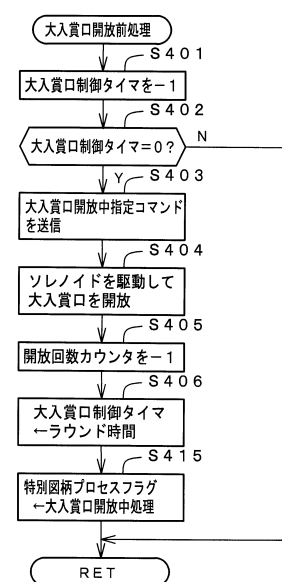 大入賞口開放前処理
S401
大入賞口制御タイマを－1
S402
大入賞口制御タイマ＝0？
N
Y
S403
大入賞口開放中指定コマンド
を送信
S404
ソレノイドを駆動して
大入賞口を開放
S405
開放回数カウンタを－1
S406
大入賞口制御タイマ
←ラウンド時間
S415
特別図柄プロセスフラグ
←大入賞口開放中処理
RET